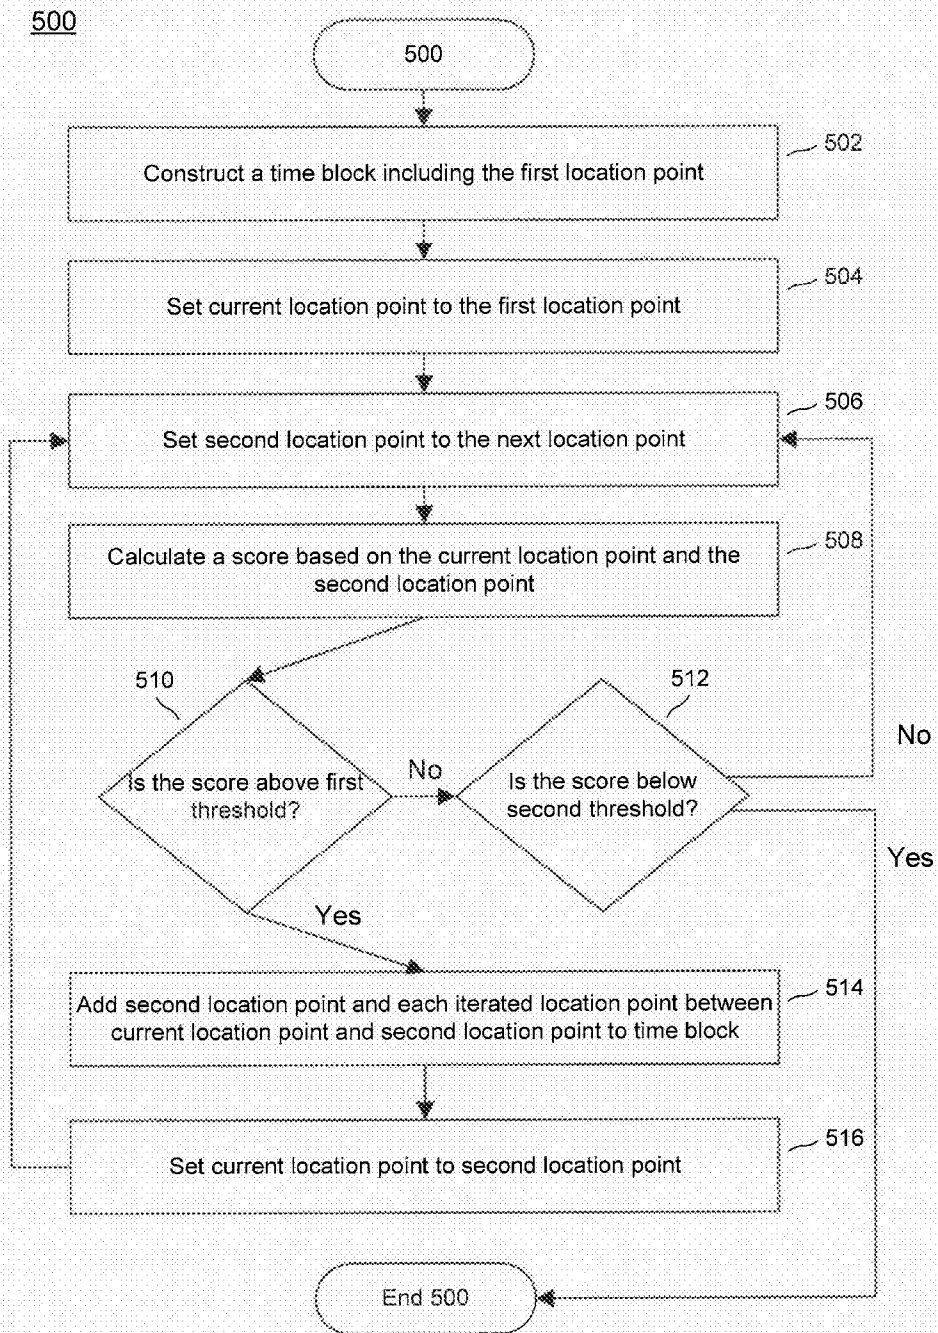 500
500
502
Construct a time block including the first location point
504
Set current location point to the first location point
506
Set second location point to the next location point
508
Calculate a score based on the current location point and the
second location point
510
512
Is the score above first
threshold?
No
Is the score below
second threshold?
No
Yes
Yes
514
Add second location point and each iterated location point between
current location point and second location point to time block
516
Set current location point to second location point
End 500